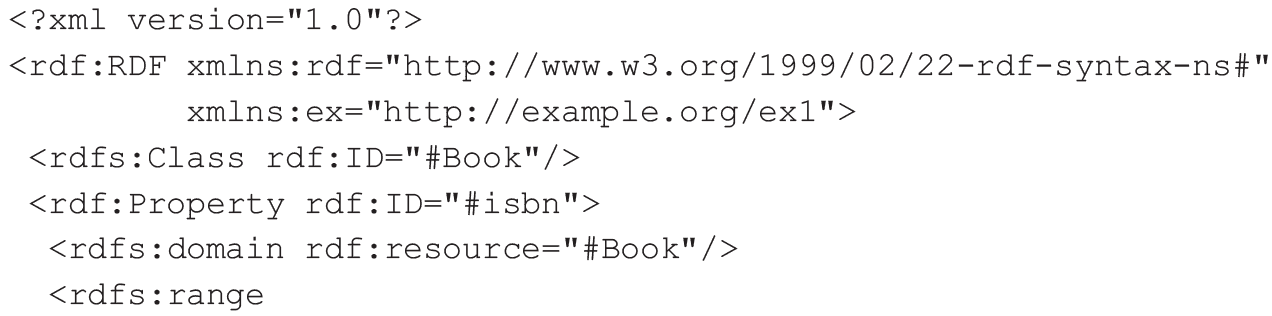 <?xml version="1.0"?>
<rdf:RDF xmlns:rdf="http://www.w3.org/1999/02/22-rdf-syntax-ns#"
xmlns:ex="http://example.org/ex1">
<rdfs:Class rdf:ID="#Book"/>
<rdf:Property rdf:ID="#isbn">
<rdfs:domain rdf:resource="#Book"/>
<rdfs:range